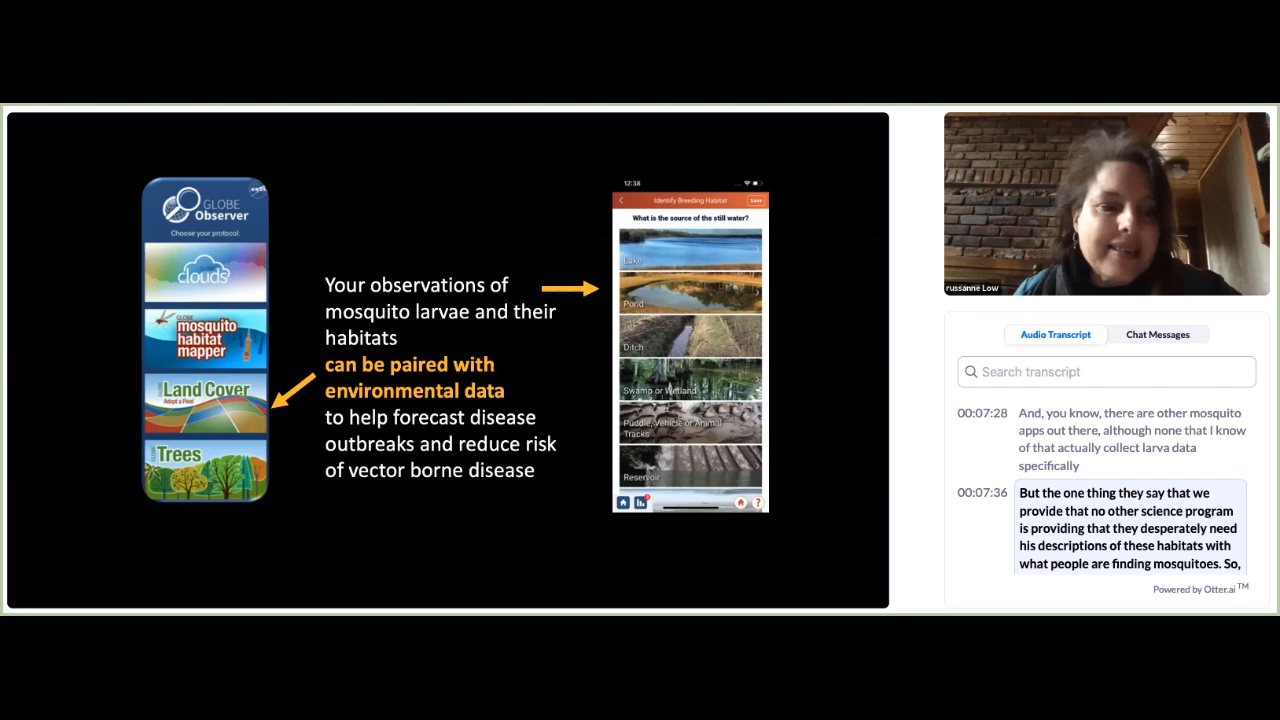 NASA
GLOBE
Observer
Choose your protocol:
clouds
GLOBE
mosquito
habitat
mapper
Land Cover
Adopt a Pixel
Trees
Your observations of
mosquito larvae and their
habitats
can be paired with
environmental data
to help forecast disease
outbreaks and reduce risk
of vector borne disease
12:38
Identify Breeding Habitat
Save
What is the source of the still water?
Lake
Pond
Ditch
Swamp or Wetland
Puddle, Vehicle or Animal
Tracks
Reservoir
?
russanne Low
Audio Transcript
Chat Messages
Search transcript
00:07:28 And, you know, there are other mosquito
apps out there, although none that I know
of that actually collect larva data
specifically
00:07:36 But the one thing they say that we
provide that no other science program
is providing that they desperately need
his descriptions of these habitats with
what people are finding mosquitoes. So,
Powered by Otter.ai TM